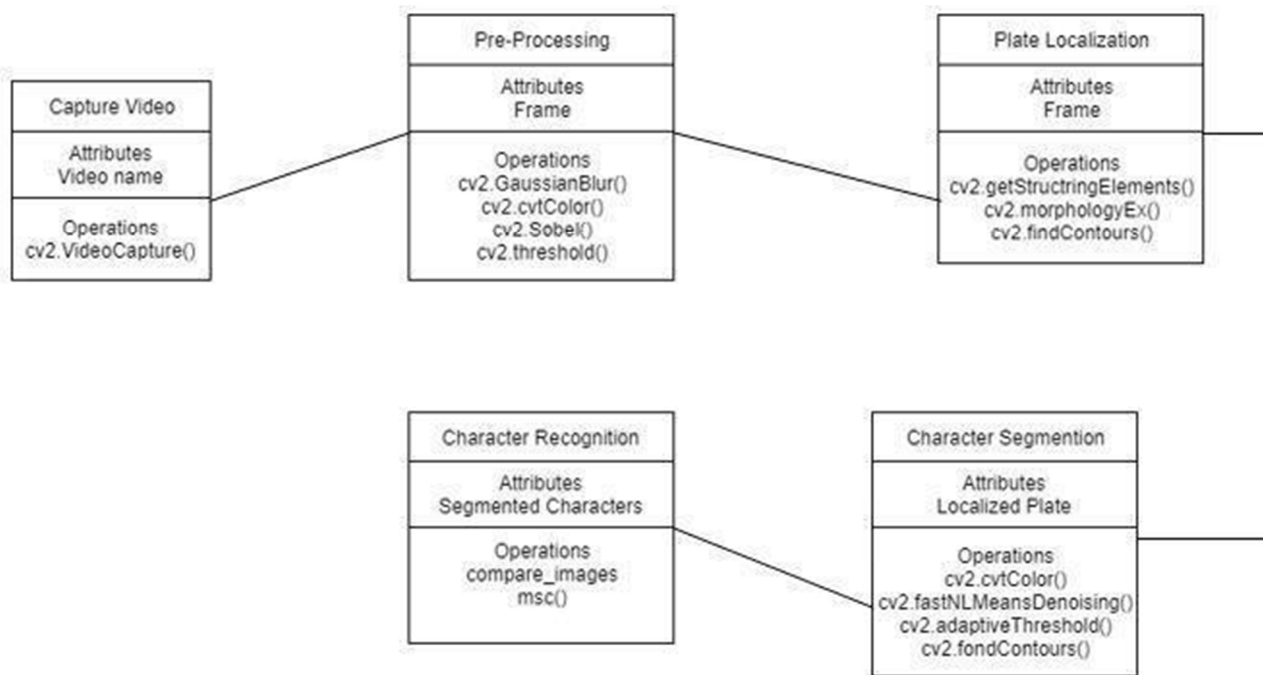 Capture Video
Attributes
Video name
Operations
cv2.VideoCapture()
Pre-Processing
Attributes
Frame
Operations
cv2.GaussianBlur()
cv2.cvtColor()
cv2.Sobel()
cv2.threshold()
Plate Localization
Attributes
Frame
Operations
cv2.getStructringElements()
cv2.morphologyEx()
cv2.findContours()
Character Recognition
Attributes
Segmented Characters
Operations
compare_images
msc()
Character Segmention
Attributes
Localized Plate
Operations
cv2.cvtColor()
cv2.fastNLMeansDenoising()
cv2.adaptiveThreshold()
cv2.fondContours()